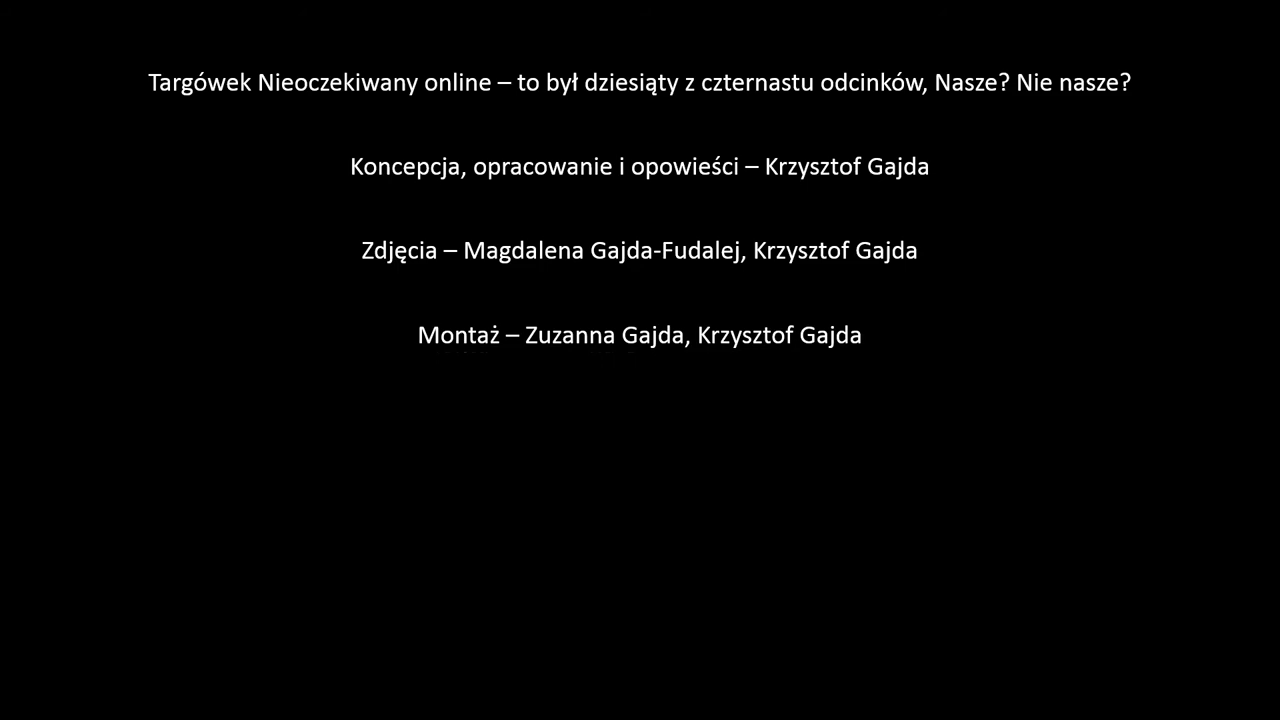 Targówek Nieoczekiwany online – to był dziesiąty z czternastu odcinków, Nasze? Nie nasze?
Koncepcja, opracowanie i opowieści – Krzysztof Gajda
Zdjęcia – Magdalena Gajda-Fudalej, Krzysztof Gajda
Montaż – Zuzanna Gajda, Krzysztof Gajda